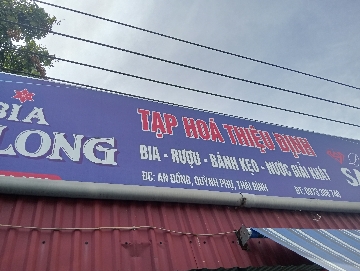 BIA
LONG
TẠP HOÁ TRIỆU ĐỊNH
BIA - RƯỢU - BÁNH KẸO - NƯỚC GIẢI KHÁT
ĐC: AN ĐỒNG, QUỲNH PHỤ, THÁI BÌNH